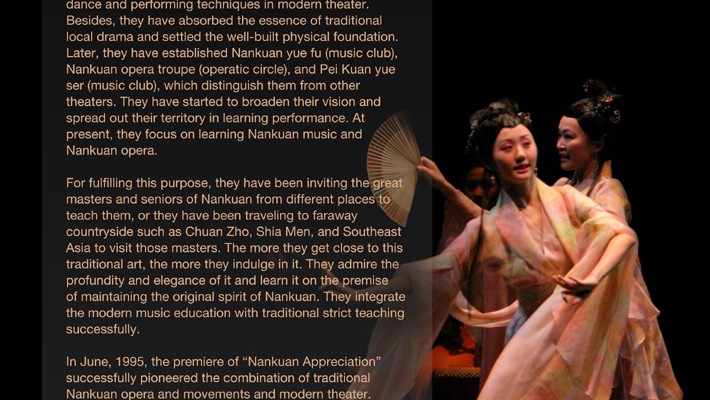 dance and performing techniques in modern theater.
Besides, they have absorbed the essence of traditional
local drama and settled the well-built physical foundation.
Later, they have established Nankuan yue fu (music club),
Nankuan opera troupe (operatic circle), and Pei Kuan yue
ser (music club), which distinguish them from other
theaters. They have started to broaden their vision and
spread out their territory in learning performance. At
present, they focus on learning Nankuan music and
Nankuan opera.
For fulfilling this purpose, they have been inviting the great
masters and seniors of Nankuan from different places to
teach them, or they have been traveling to faraway
countryside such as Chuan Zho, Shia Men, and Southeast
Asia to visit those masters. The more they get close to this
traditional art, the more they indulge in it. They admire the
profundity and elegance of it and learn it on the premise
of maintaining the original spirit of Nankuan. They integrate
the modern music education with traditional strict teaching
successfully.
In June, 1995, the premiere of “Nankuan Appreciation”
successfully pioneered the combination of traditional
Nankuan opera and movements and modern theater.